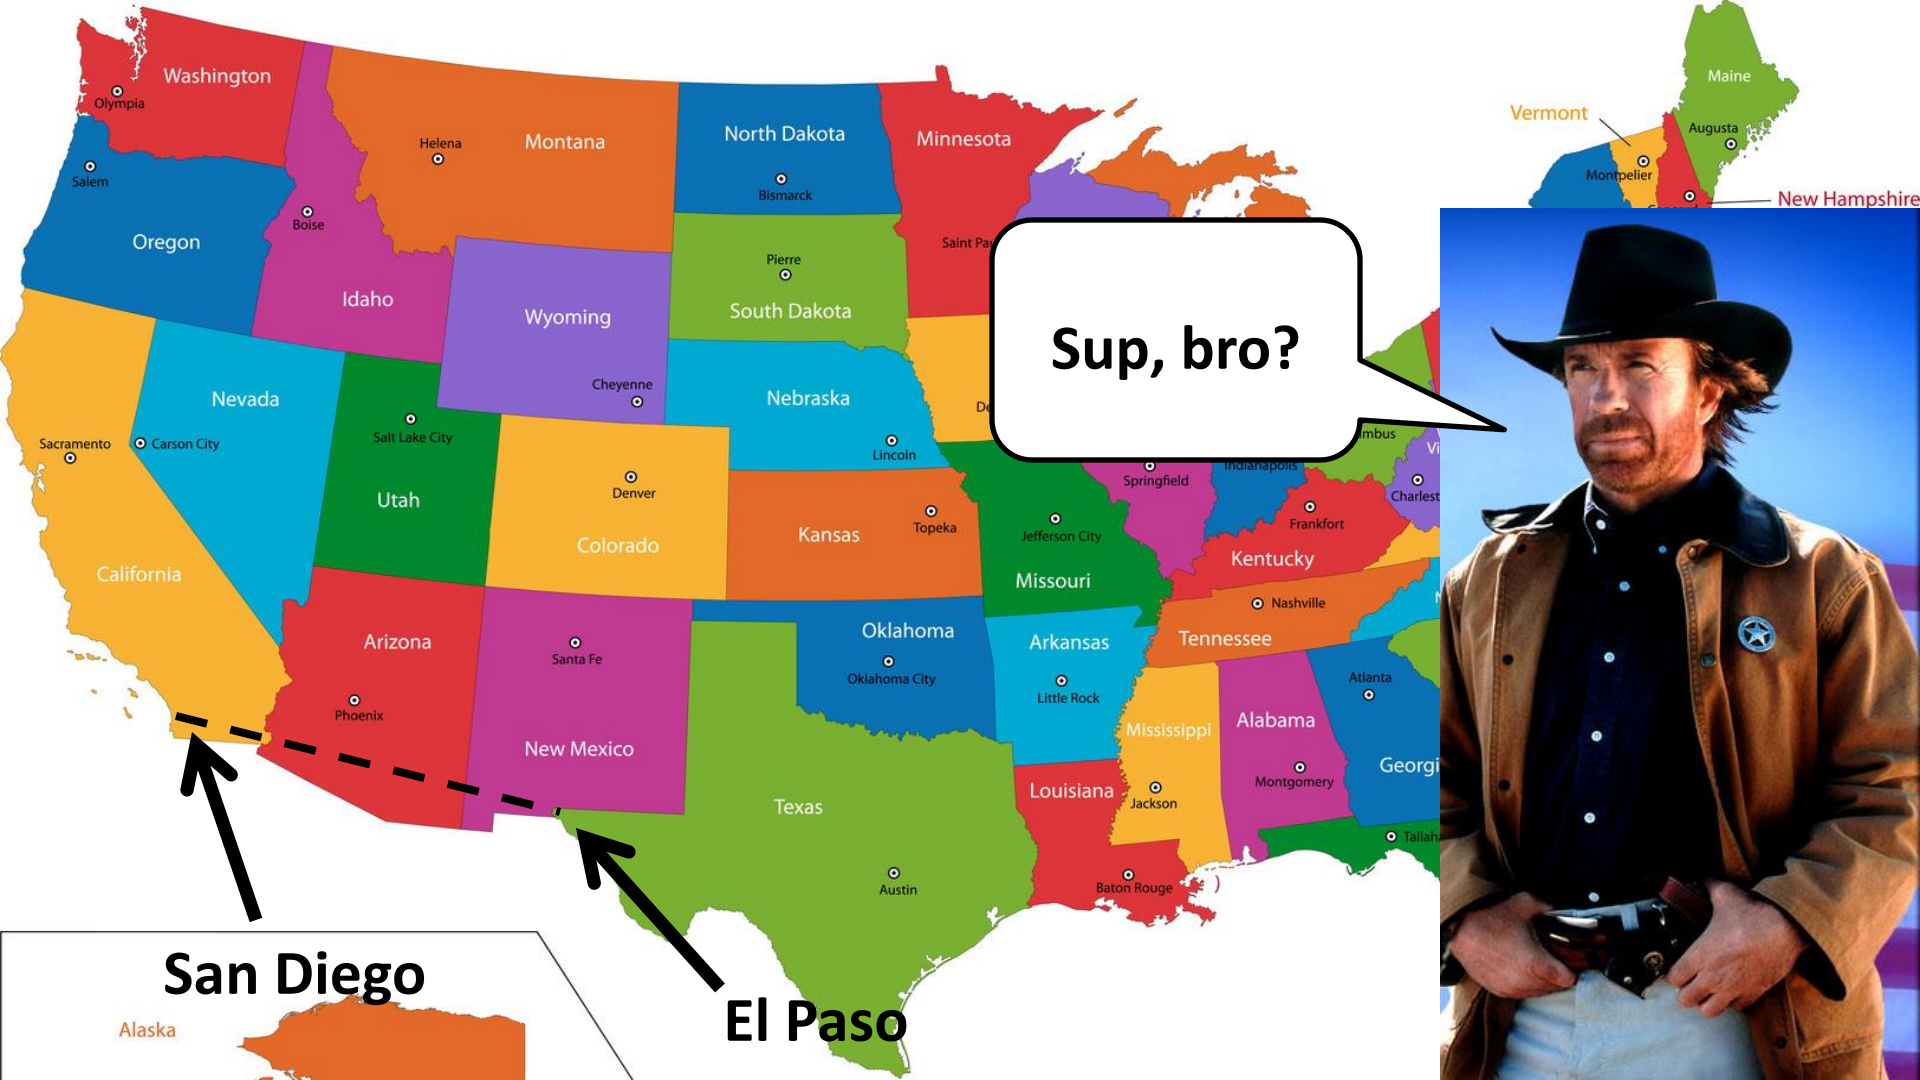 Washington
Olympia
Montana
Helena
North Dakota
Bismarck
Minnesota
Maine
Augusta
Vermont
Montpelier
New Hampshire
Salem
Oregon
Boise
Idaho
Wyoming
Cheyenne
Pierre
South Dakota
Saint Pau
Sup, bro?
Nevada
Carson City
Sacramento
California
Salt Lake City
Utah
Denver
Colorado
Nebraska
Lincoln
De
Kansas
Topeka
Jefferson City
Missouri
Springfield
Indianapolis
mbus
Vi
Charlest
Frankfort
Kentucky
N
Nashville
Tennessee
Arizona
Phoenix
Santa Fe
New Mexico
Oklahoma
Oklahoma City
Arkansas
Little Rock
Mississippi
Jackson
Alabama
Montgomery
Atlanta
Georgi
Texas
Austin
Louisiana
Baton Rouge
Tallah
San Diego
El Paso
Alaska